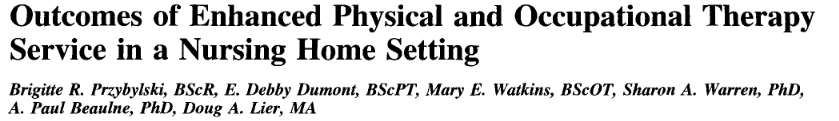 Outcomes of Enhanced Physical and Occupational Therapy
Service in a Nursing Home Setting
Brigitte R. Przybylski, BScR, E. Debby Dumont, BScPT, Mary E. Watkins, BScOT, Sharon A. Warren, PhD,
A. Paul Beaulne, PhD, Doug A. Lier, MA